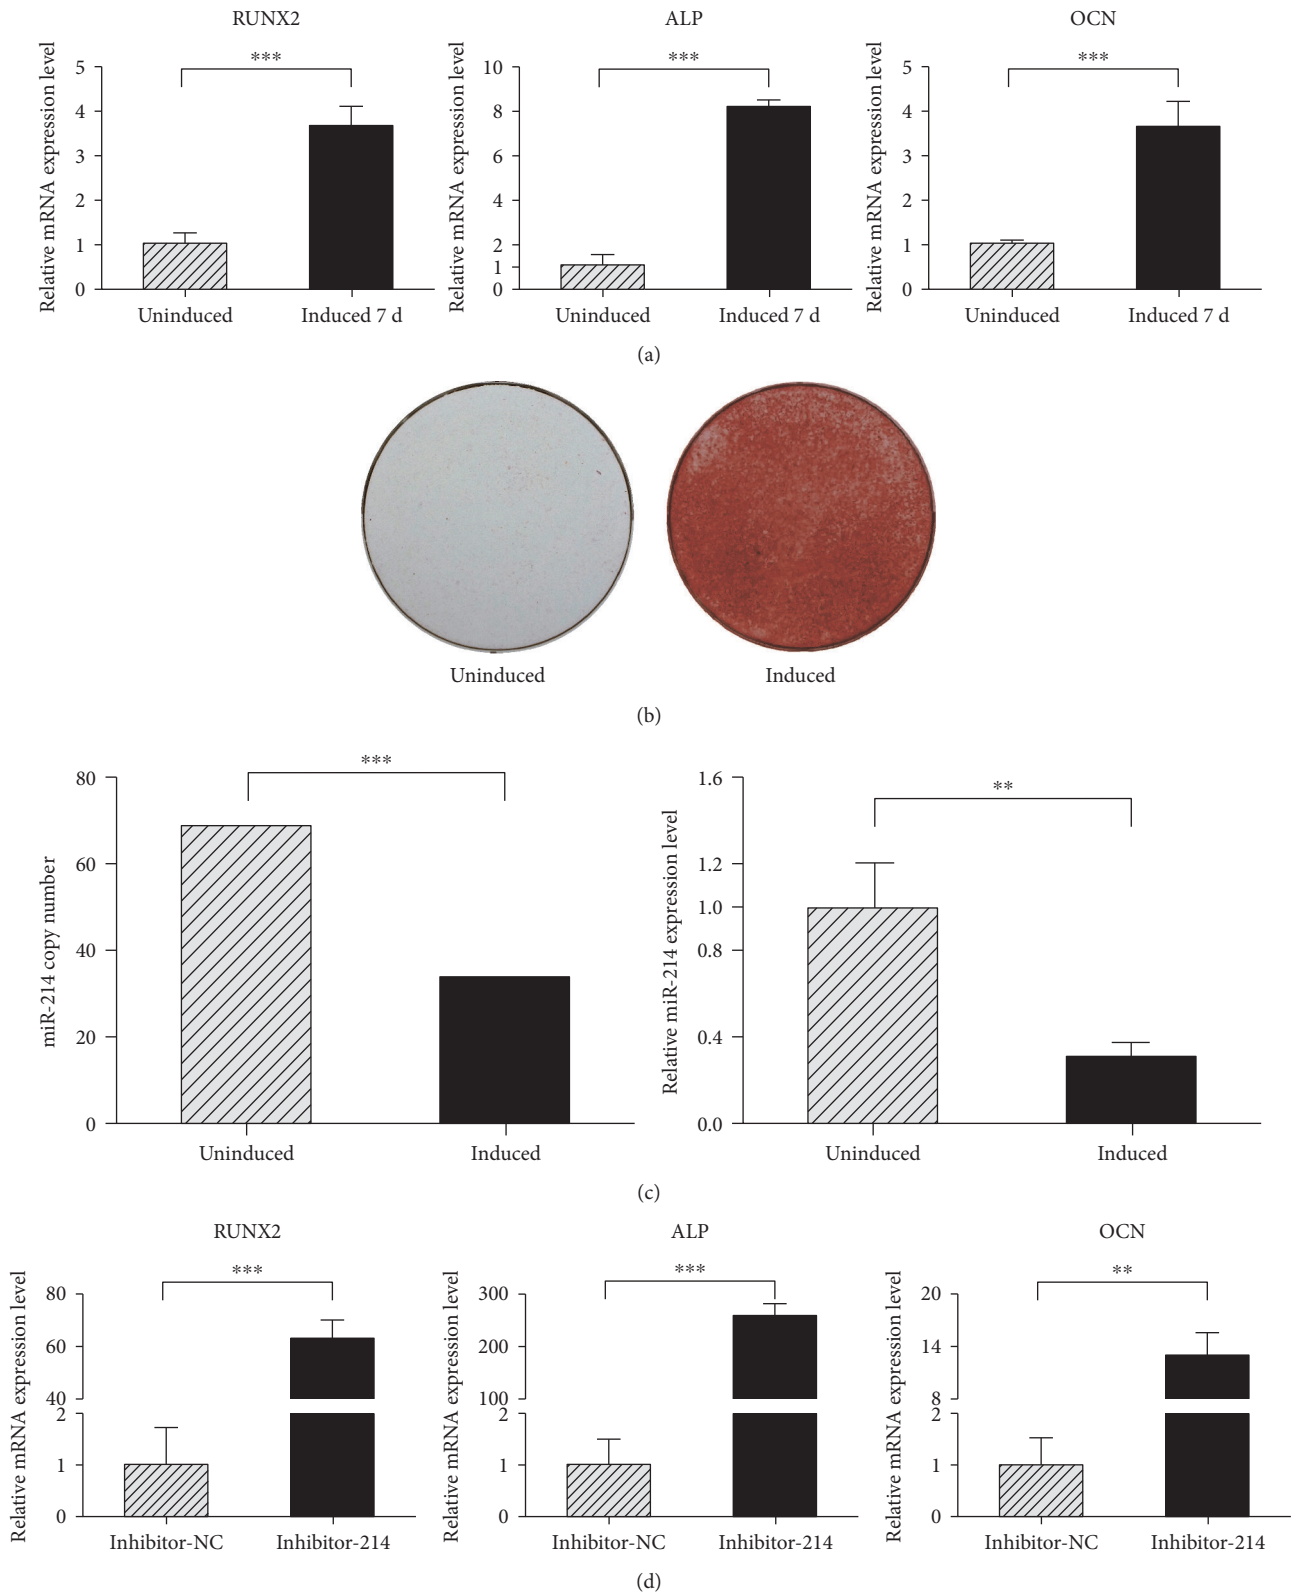 RUNX2
ALP
OCN
Relative mRNA expression level
5
4
3
2
1
0
***
Uninduced
Induced 7 d
Relative mRNA expression level
10
8
6
4
2
1
0
***
Uninduced
Induced 7 d
Relative mRNA expression level
5
4
3
2
1
0
***
Uninduced
Induced 7 d
(a)
Uninduced
Induced
(b)
miR-214 copy number
80
60
40
20
0
***
Uninduced
Induced
Relative miR-214 expression level
1.6
1.2
1.0
0.8
0.4
0.0
**
Uninduced
Induced
(c)
RUNX2
ALP
OCN
Relative mRNA expression level
80
60
40
2
1
0
***
Inhibitor-NC
Inhibitor-214
Relative mRNA expression level
300
200
100
2
1
0
***
Inhibitor-NC
Inhibitor-214
Relative mRNA expression level
20
14
8
2
1
0
**
Inhibitor-NC
Inhibitor-214
(d)